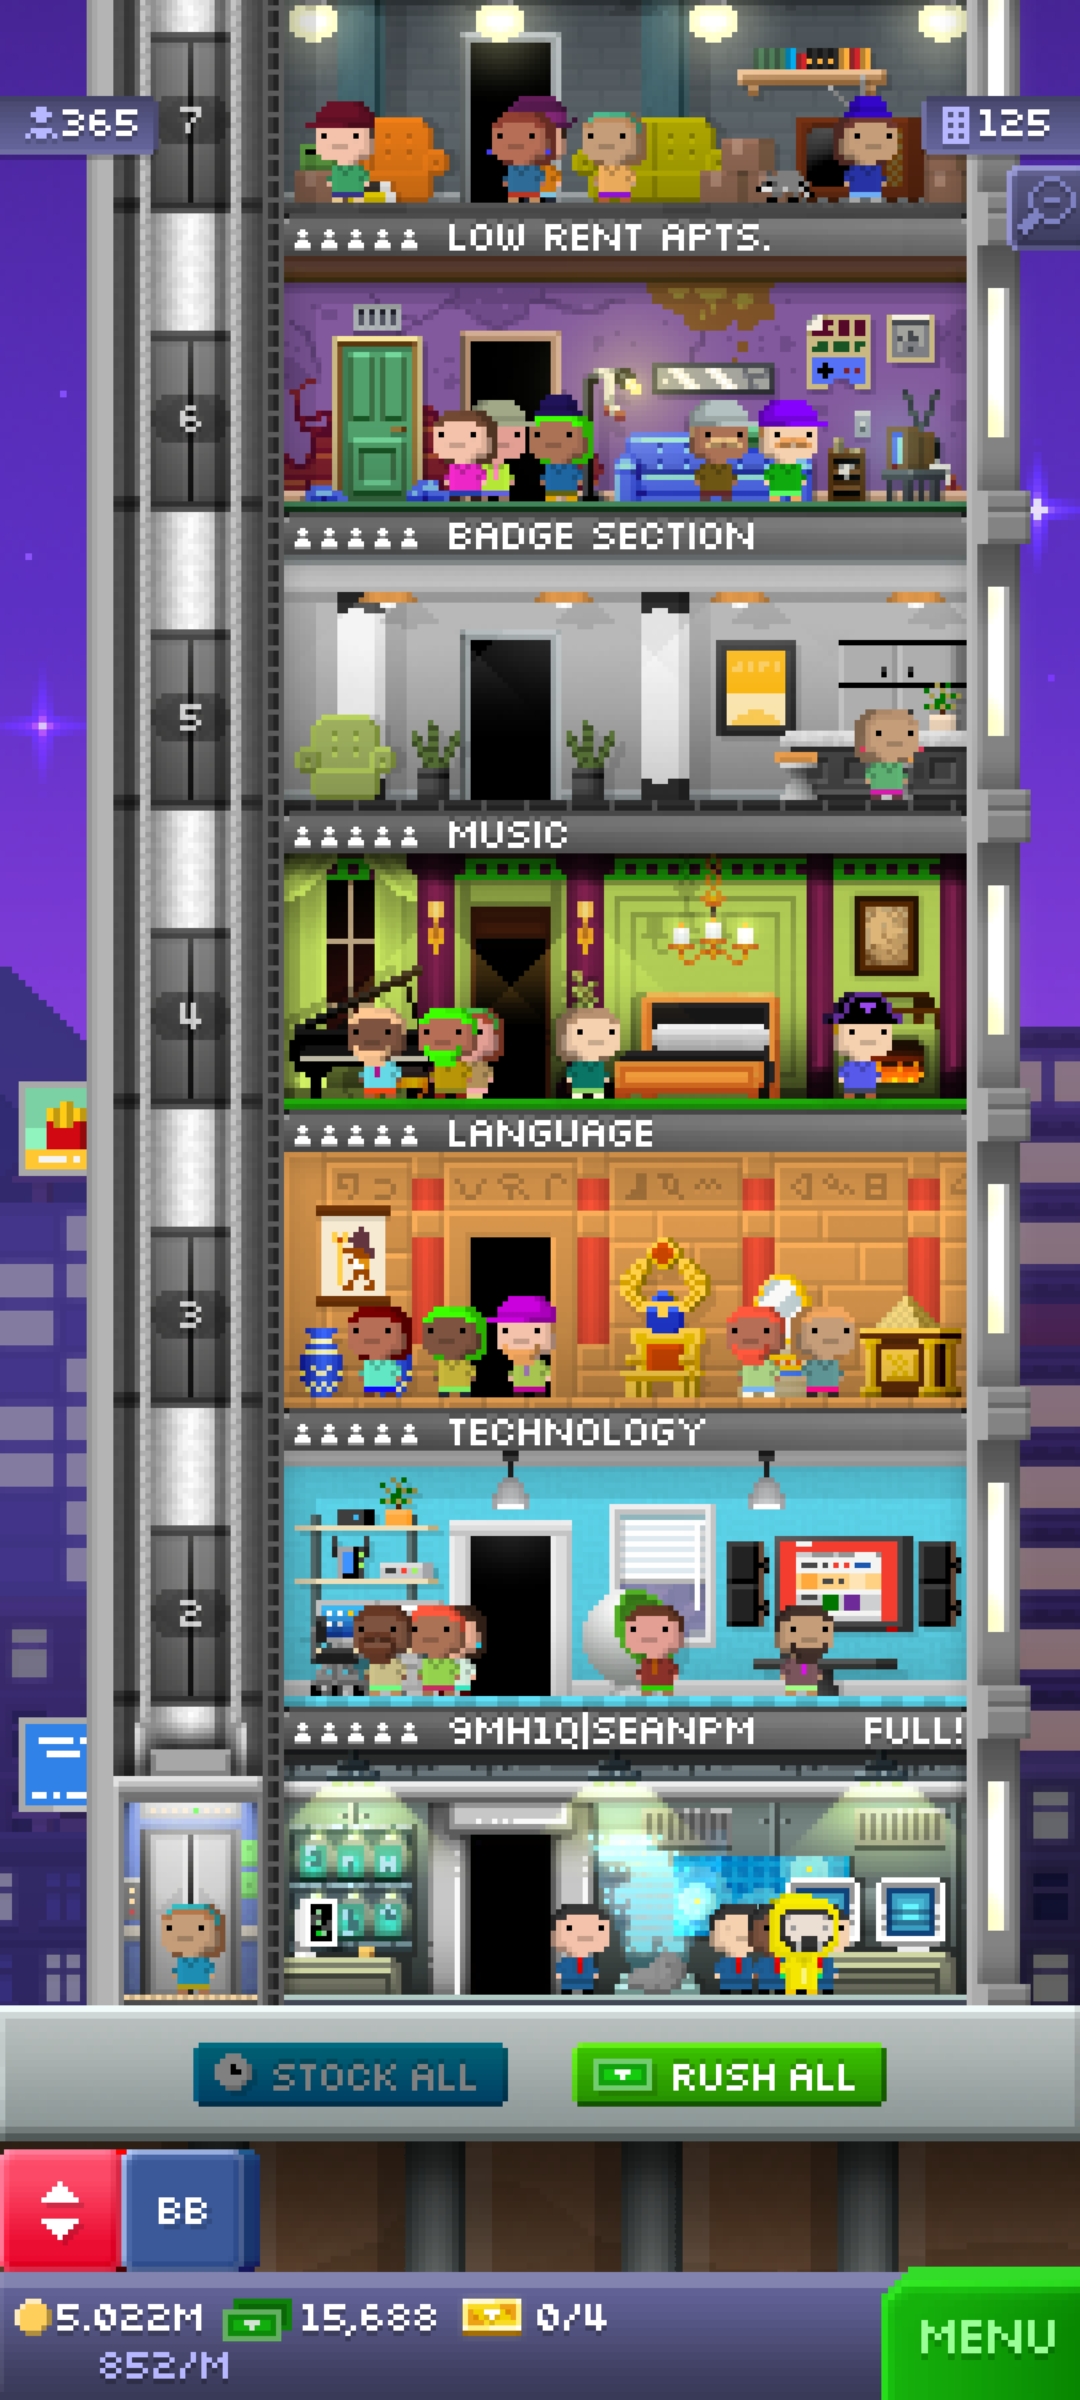 365
7
125
LOW RENT APTS.
6
BADGE SECTION
5
MUSIC
4
LANGUAGE
3
TECHNOLOGY
2
9MH1Q|SEANPM FULL!
STOCK ALL
RUSH ALL
BB
5.022M 15,688 0/4
852/M
MENU